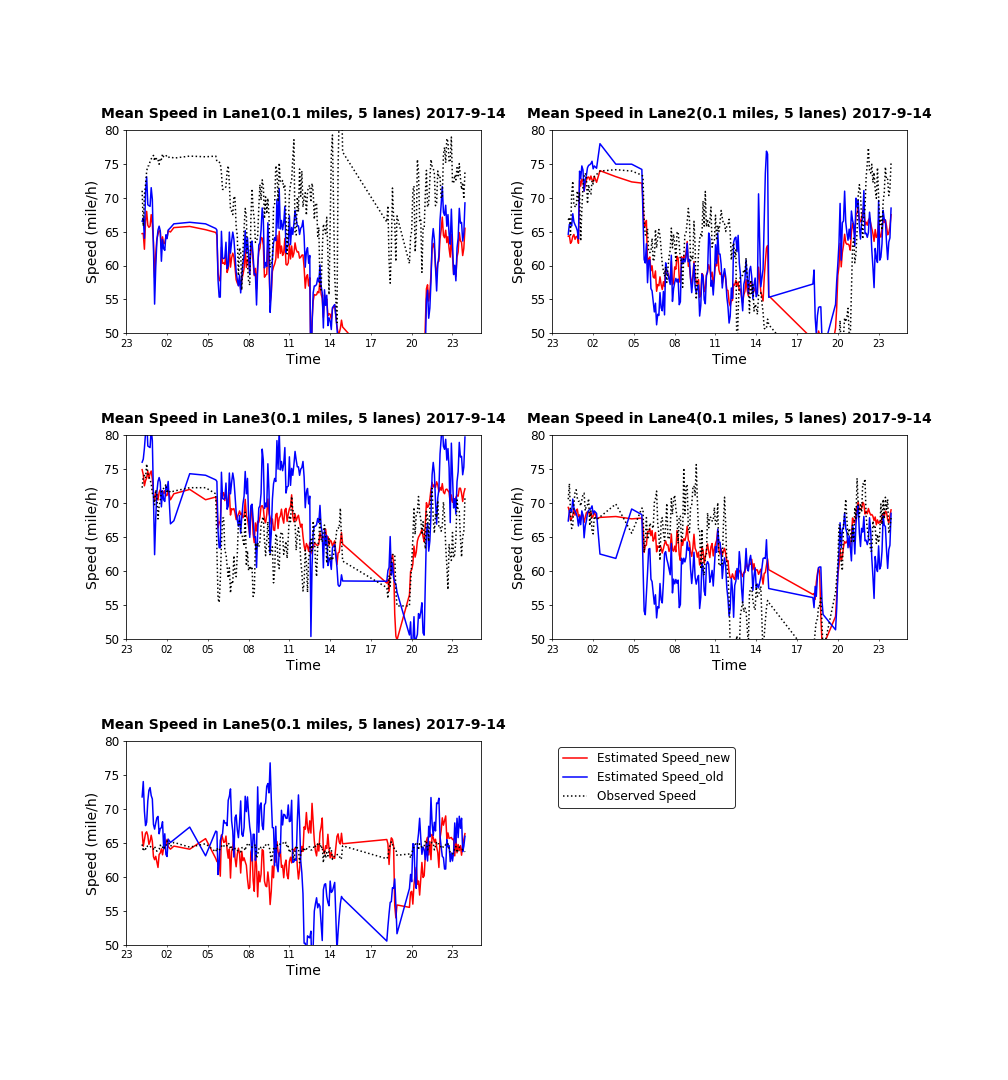 Mean Speed in Lane1(0.1 miles, 5 lanes) 2017-9-14
80
75
70
65
60
55
50
Speed (mile/h)
23 02 05 08 11 14 17 20 23
Time
Mean Speed in Lane2(0.1 miles, 5 lanes) 2017-9-14
80
75
70
65
60
55
50
Speed (mile/h)
23 02 05 08 11 14 17 20 23
Time
Mean Speed in Lane3(0.1 miles, 5 lanes) 2017-9-14
80
75
70
65
60
55
50
Speed (mile/h)
23 02 05 08 11 14 17 20 23
Time
Mean Speed in Lane4(0.1 miles, 5 lanes) 2017-9-14
80
75
70
65
60
55
50
Speed (mile/h)
23 02 05 08 11 14 17 20 23
Time
Mean Speed in Lane5(0.1 miles, 5 lanes) 2017-9-14
80
75
70
65
60
55
50
Speed (mile/h)
23 02 05 08 11 14 17 20 23
Time
Estimated Speed_new
Estimated Speed_old
Observed Speed